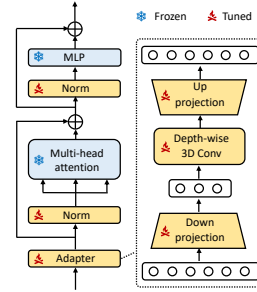 Frozen
Tuned
MLP
Norm
Multi-head
attention
Norm
Adapter
Up
projection
Depth-wise
3D Conv
Down
projection